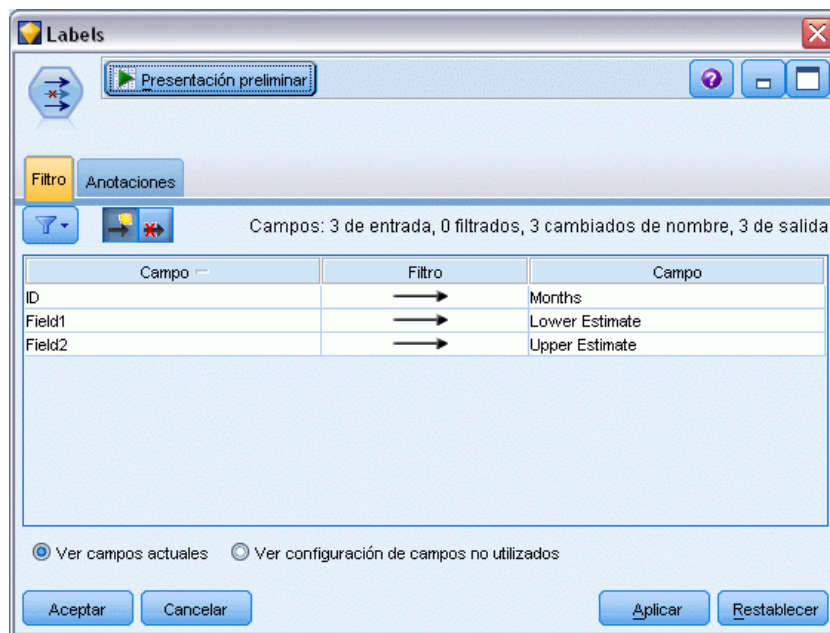 Labels
Presentación preliminar
Filtro Anotaciones
Campos: 3 de entrada, 0 filtrados, 3 cambiados de nombre, 3 de salida
Campo Filtro Campo
ID Months
Field1 Lower Estimate
Field2 Upper Estimate
Ver campos actuales Ver configuración de campos no utilizados
Aceptar Cancelar Aplicar Restablecer